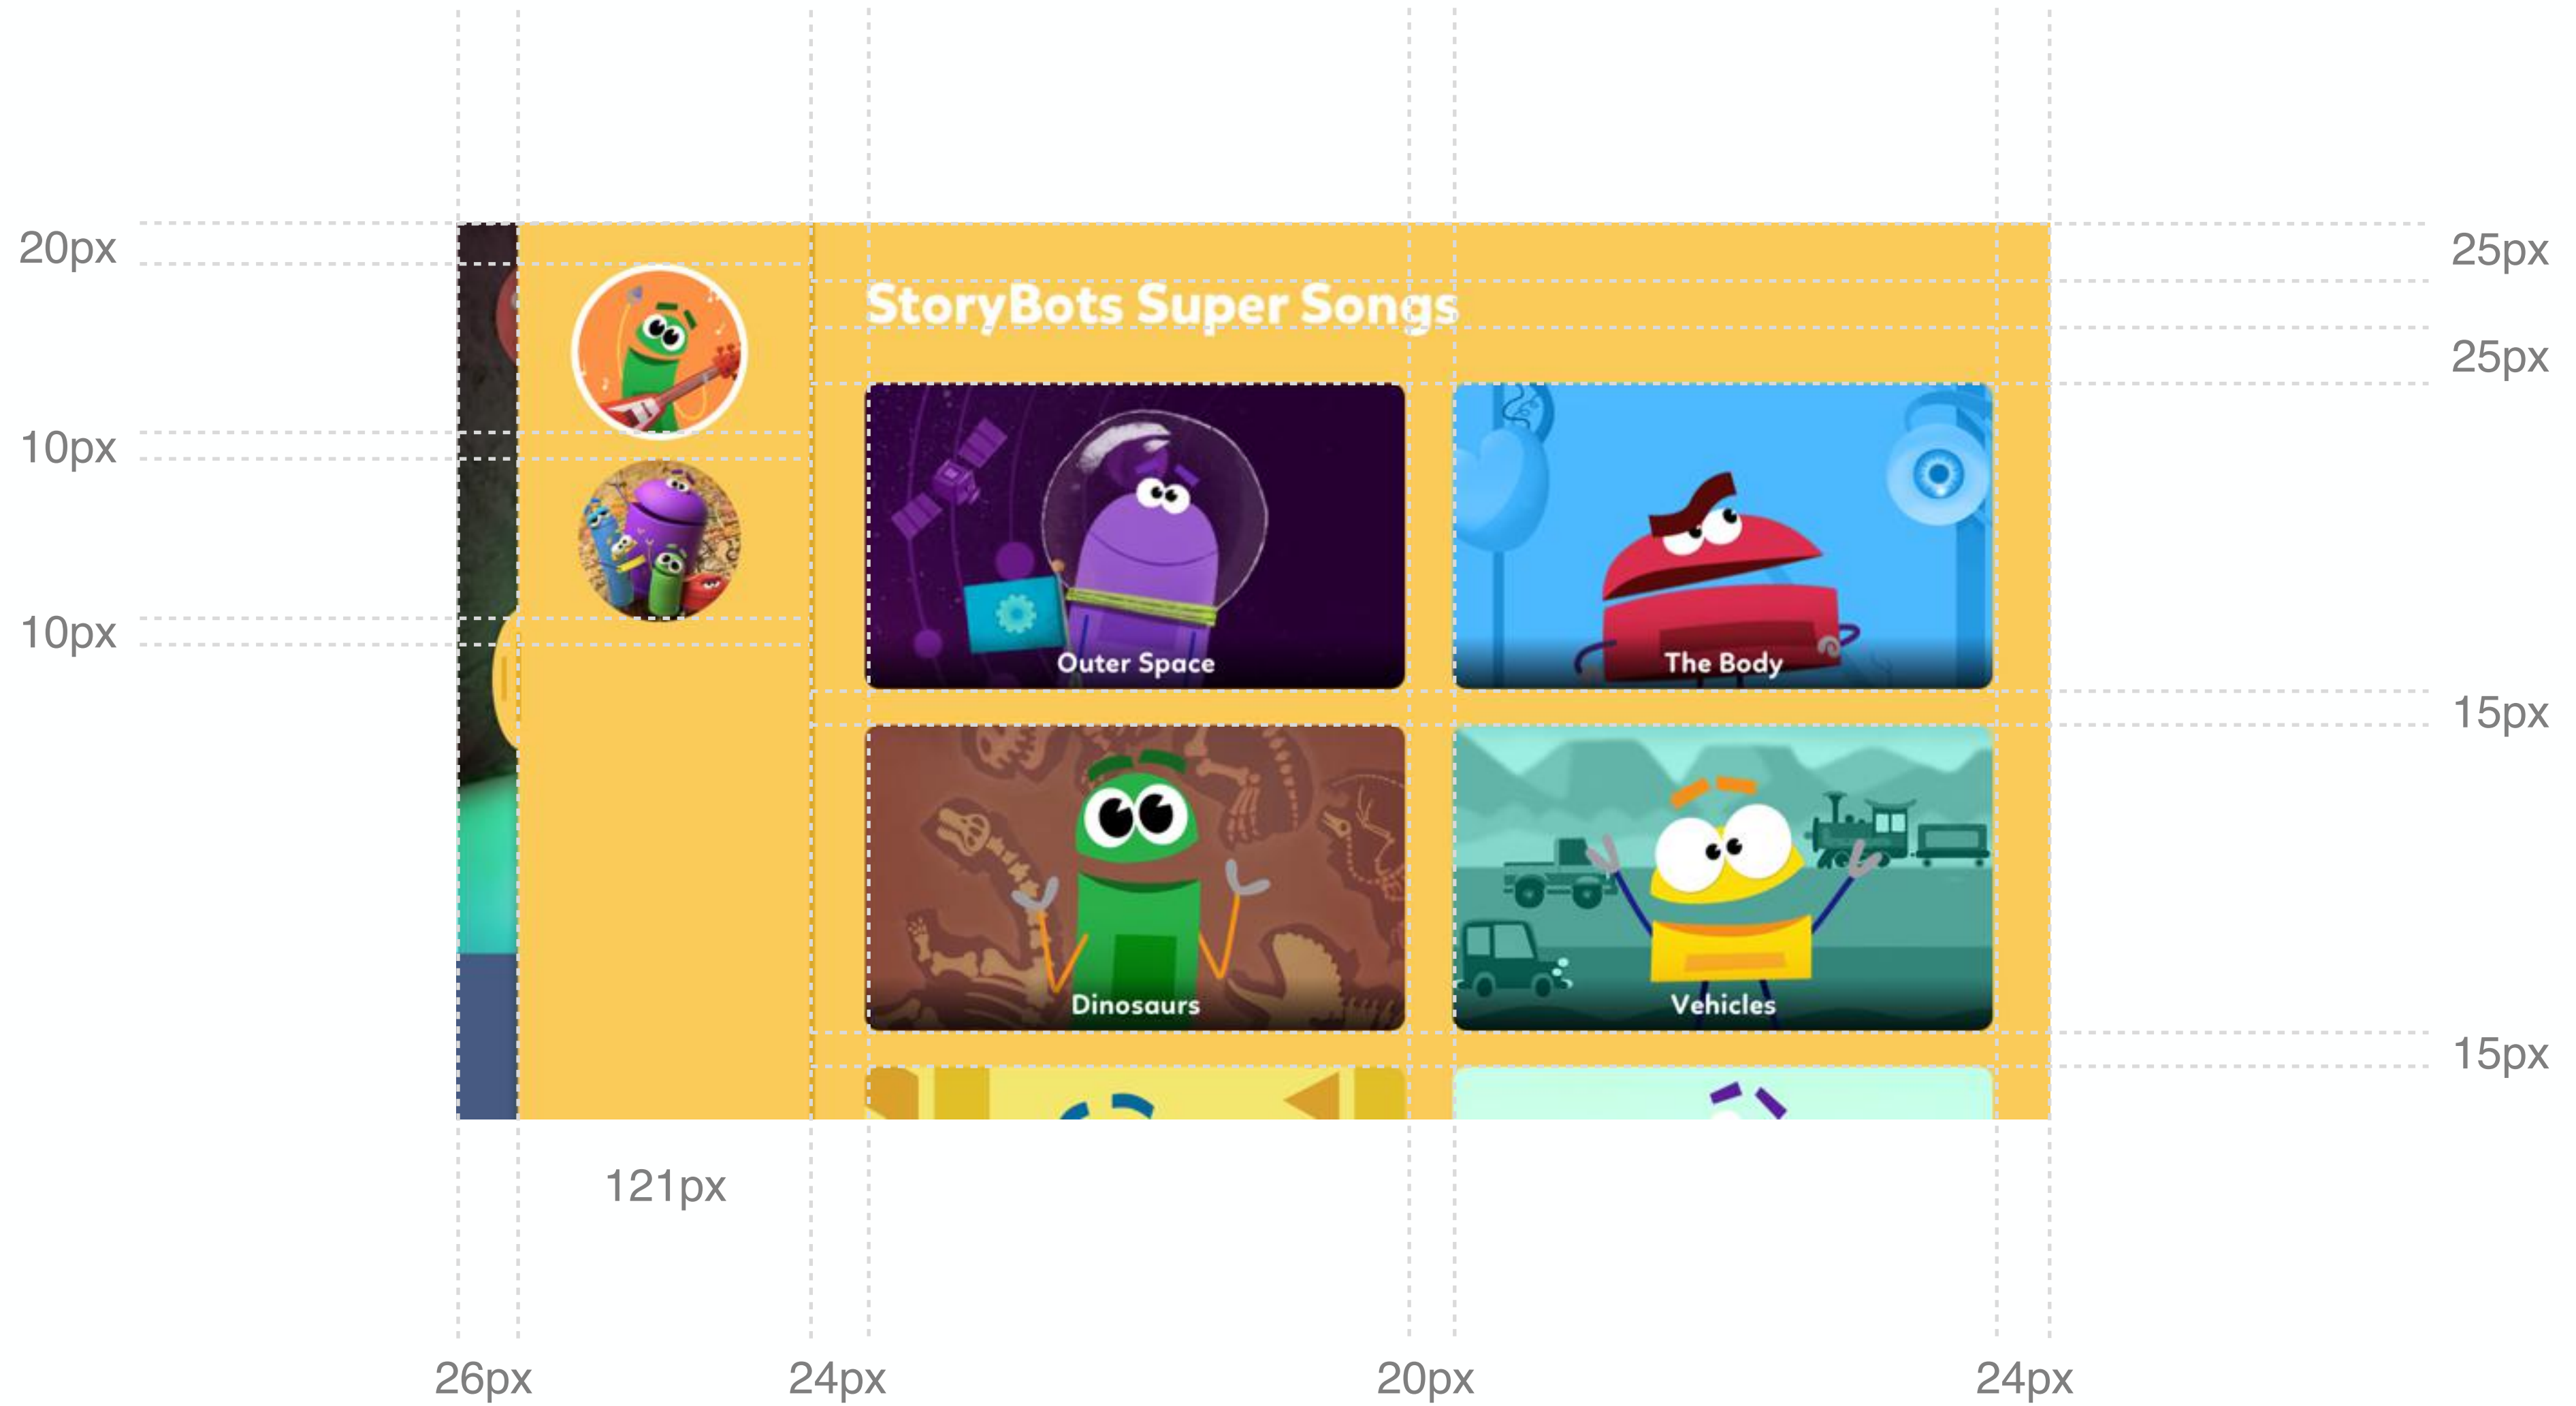 20px
25px
StoryBots Super Songs
25px
10px
10px
Outer Space
The Body
15px
Dinosaurs
Vehicles
15px
121px
26px
24px
20px
24px